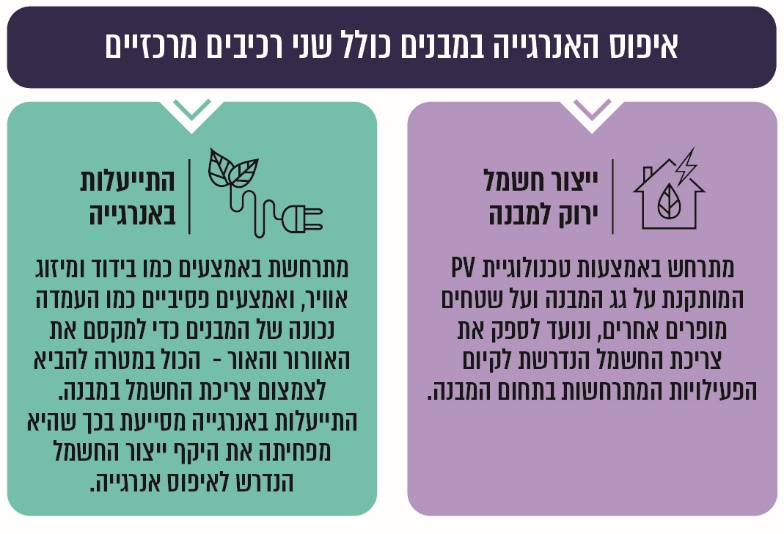 איפוס האנרגייה במבנים כולל שני רכיבים מרכזיים
ייצור חשמל
ירוק למבנה
מתרחש באמצעות טכנולוגיית PV
המותקנת על גג המבנה ועל שטחים
מופרים אחרים, ונועד לספק את
צריכת החשמל הנדרשת לקיום
הפעילויות המתרחשות בתחום המבנה.
התייעלות
באנרגייה
מתרחשת באמצעים כמו בידוד ומיזוג
אוויר, ואמצעים פסיביים כמו העמדה
נכונה של המבנים כדי למקסם את
האוורור והאור - הכול במטרה להביא
לצמצום צריכת החשמל במבנה.
התייעלות באנרגייה מסייעת בכך שהיא
מפחיתה את היקף ייצור החשמל
הנדרש לאיפוס אנרגייה.